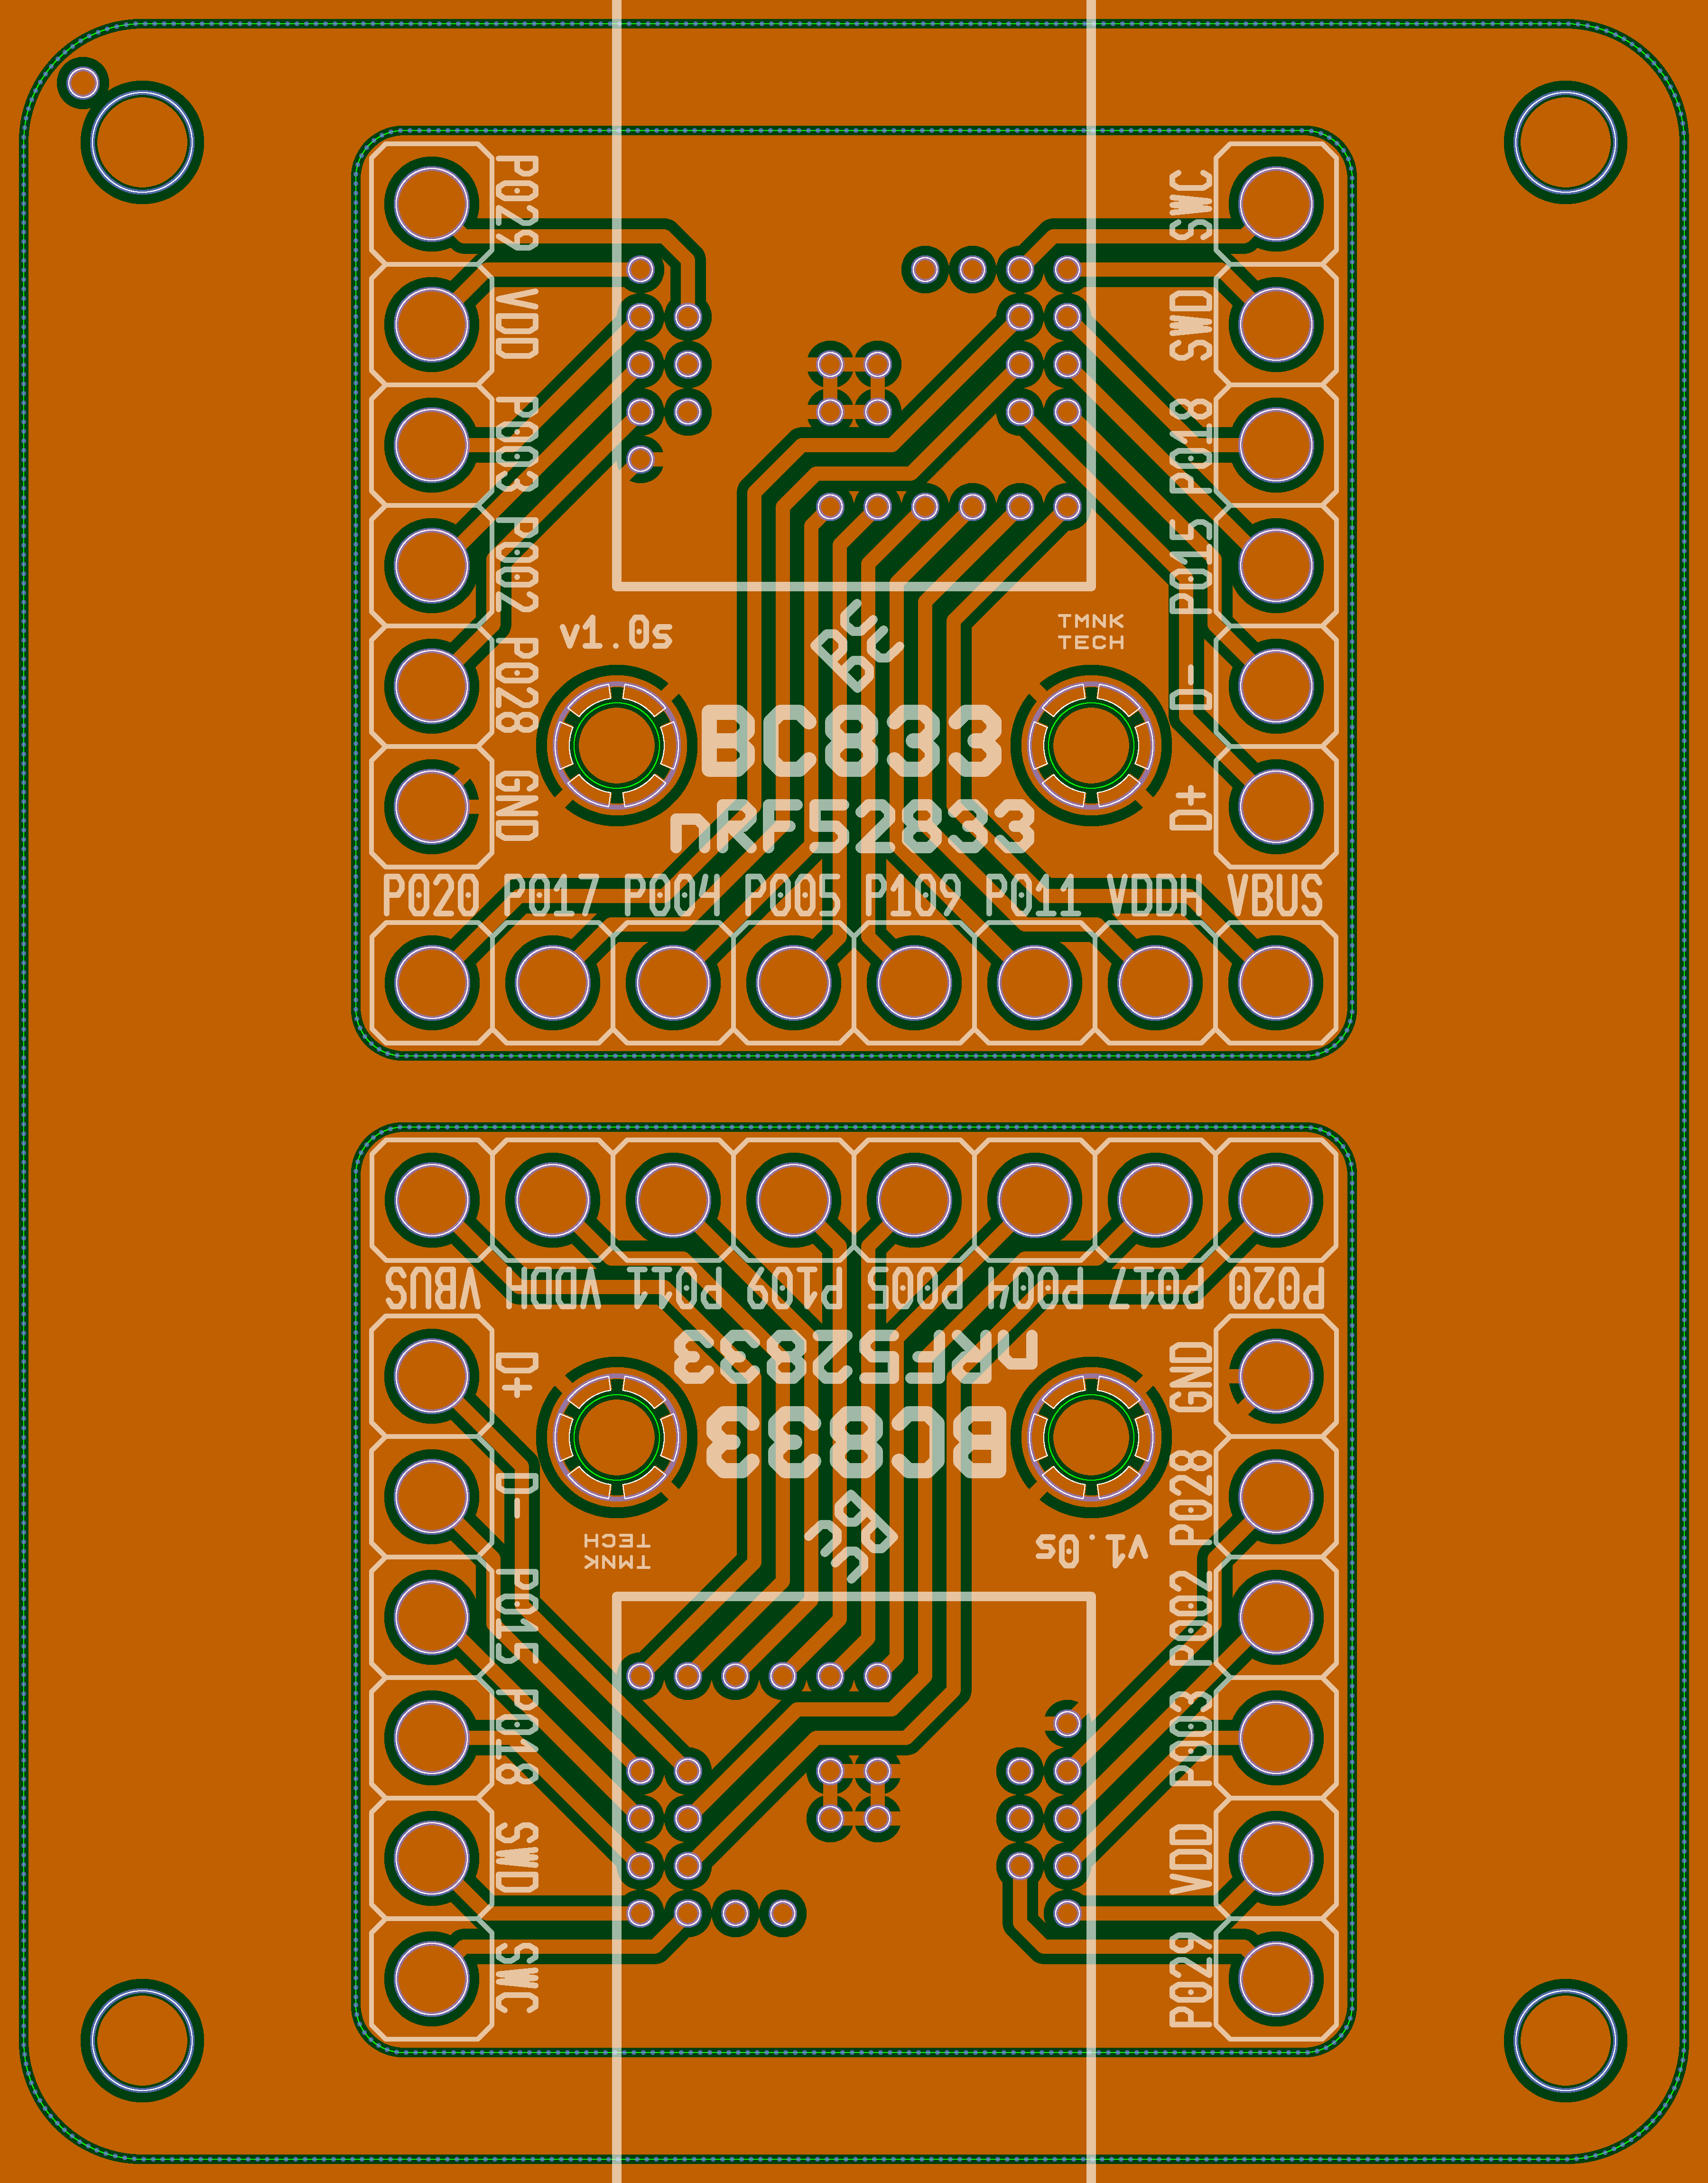 P029
VDD
P003
P002
P028
GND
SWC
SWD
P018
P015
D-
D+
v1.0s
TMNK
TECH
BC
BC833
nRF52833
P020 P017 P004 P005 P109 P011 VDDH VBUS
VBUS VDDH VDD P011 P109 P005 P004 P017 P020
nRF52833
BC833
D+
D-
P015
P018
SWD
SWC
GND
P028
P002
P003
VDD
P029
TMNK
TECH
v1.0s